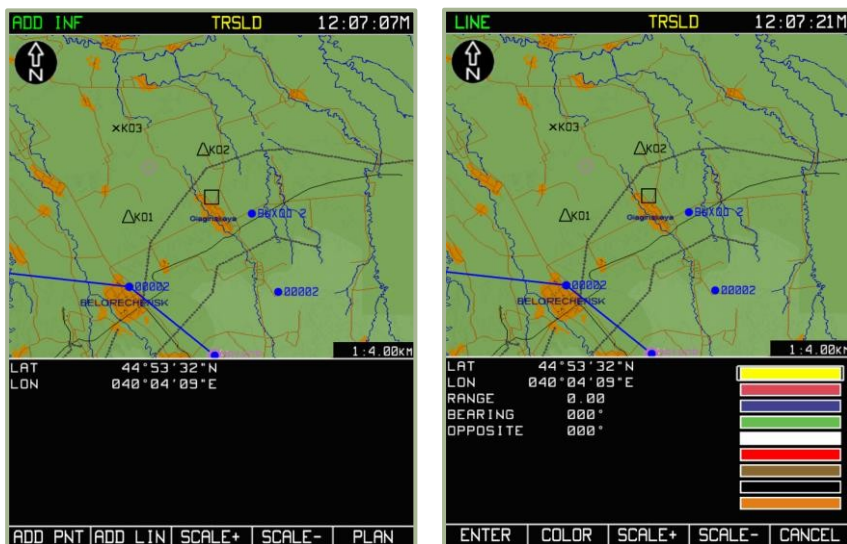 ADD INF TRSLD 12:07:07M
N
×K03
K02
K01
Giaginskaya
00002
BELORECHENSK
00002
1:4.00KM
LAT 44°53'32"N
LON 040°04'09"E
ADD PNT ADD LIN SCALE+ SCALE- PLAN
LINE TRSLD 12:07:21M
N
×K03
K02
K01
Giaginskaya
00002
BELORECHENSK
00002
1:4.00KM
LAT 44°53'32"N
LON 040°04'09"E
RANGE 0.00
BEARING 000°
OPPOSITE 000°
ENTER COLOR SCALE+ SCALE- CANCEL